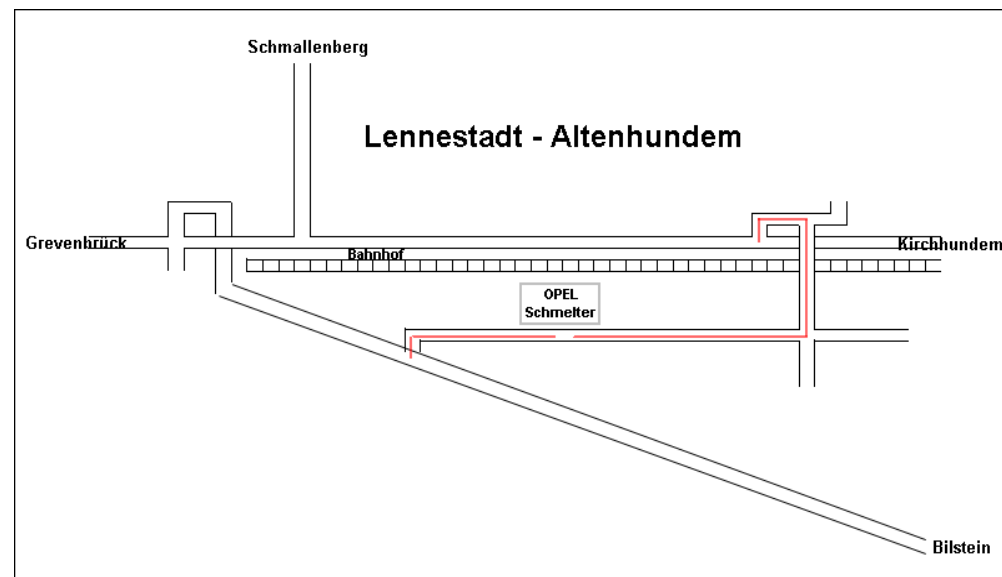 Schmallenberg
Lennestadt - Altenhundem
Grevenbrück
Kirchhundem
Bahnhof
OPEL
Schmelter
Bilstein